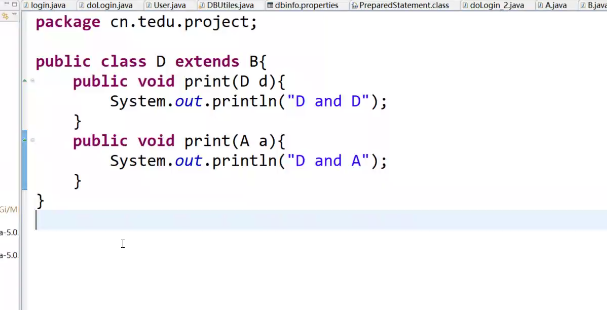 login.java doLogin.java User.java DBUtiles.java dbinfo.properties PreparedStatement.class doLogin_2.java A.java B.java
package cn.tedu.project;
public class D extends B{
public void print(D d){
System.out.println("D and D");
}
public void print(A a){
System.out.println("D and A");
}
}
Gi/M
a-5.0
a-5.0